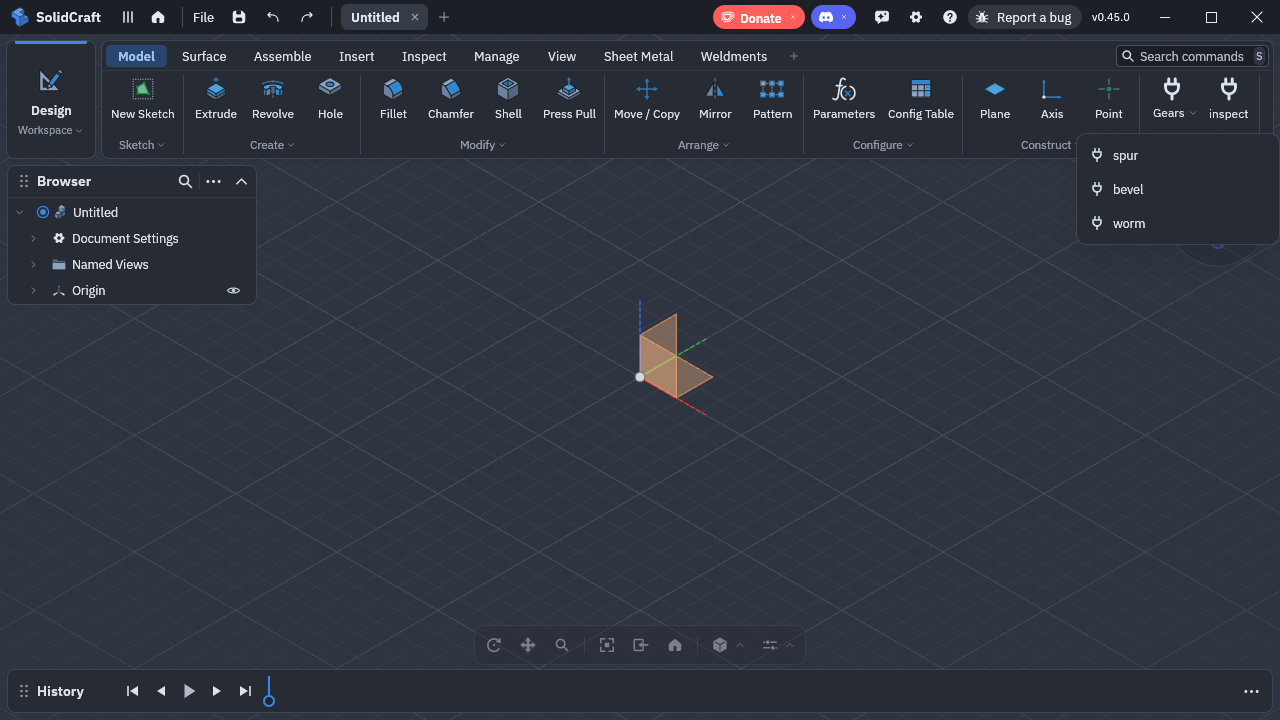 SolidCraft
File
Untitled
Donate
Report a bug
v0.45.0
Design
Workspace
Model
Surface
Assemble
Insert
Inspect
Manage
View
Sheet Metal
Weldments
Search commands
S
New Sketch
Extrude
Revolve
Hole
Fillet
Chamfer
Shell
Press Pull
Move / Copy
Mirror
Pattern
Parameters
Config Table
Plane
Axis
Point
Gears
inspect
Sketch
Create
Modify
Arrange
Configure
Construct
spur
bevel
worm
Browser
Untitled
Document Settings
Named Views
Origin
History